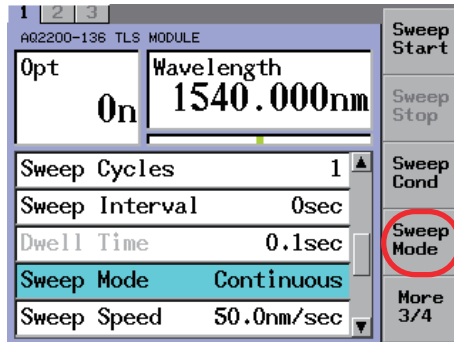 1 2 3
AQ2200-136 TLS MODULE
Opt
On
Wavelength
1540.000nm
Sweep Cycles 1
Sweep Interval 0sec
Dwell Time 0.1sec
Sweep Mode Continuous
Sweep Speed 50.0nm/sec
Sweep
Start
Sweep
Stop
Sweep
Cond
Sweep
Mode
More
3/4